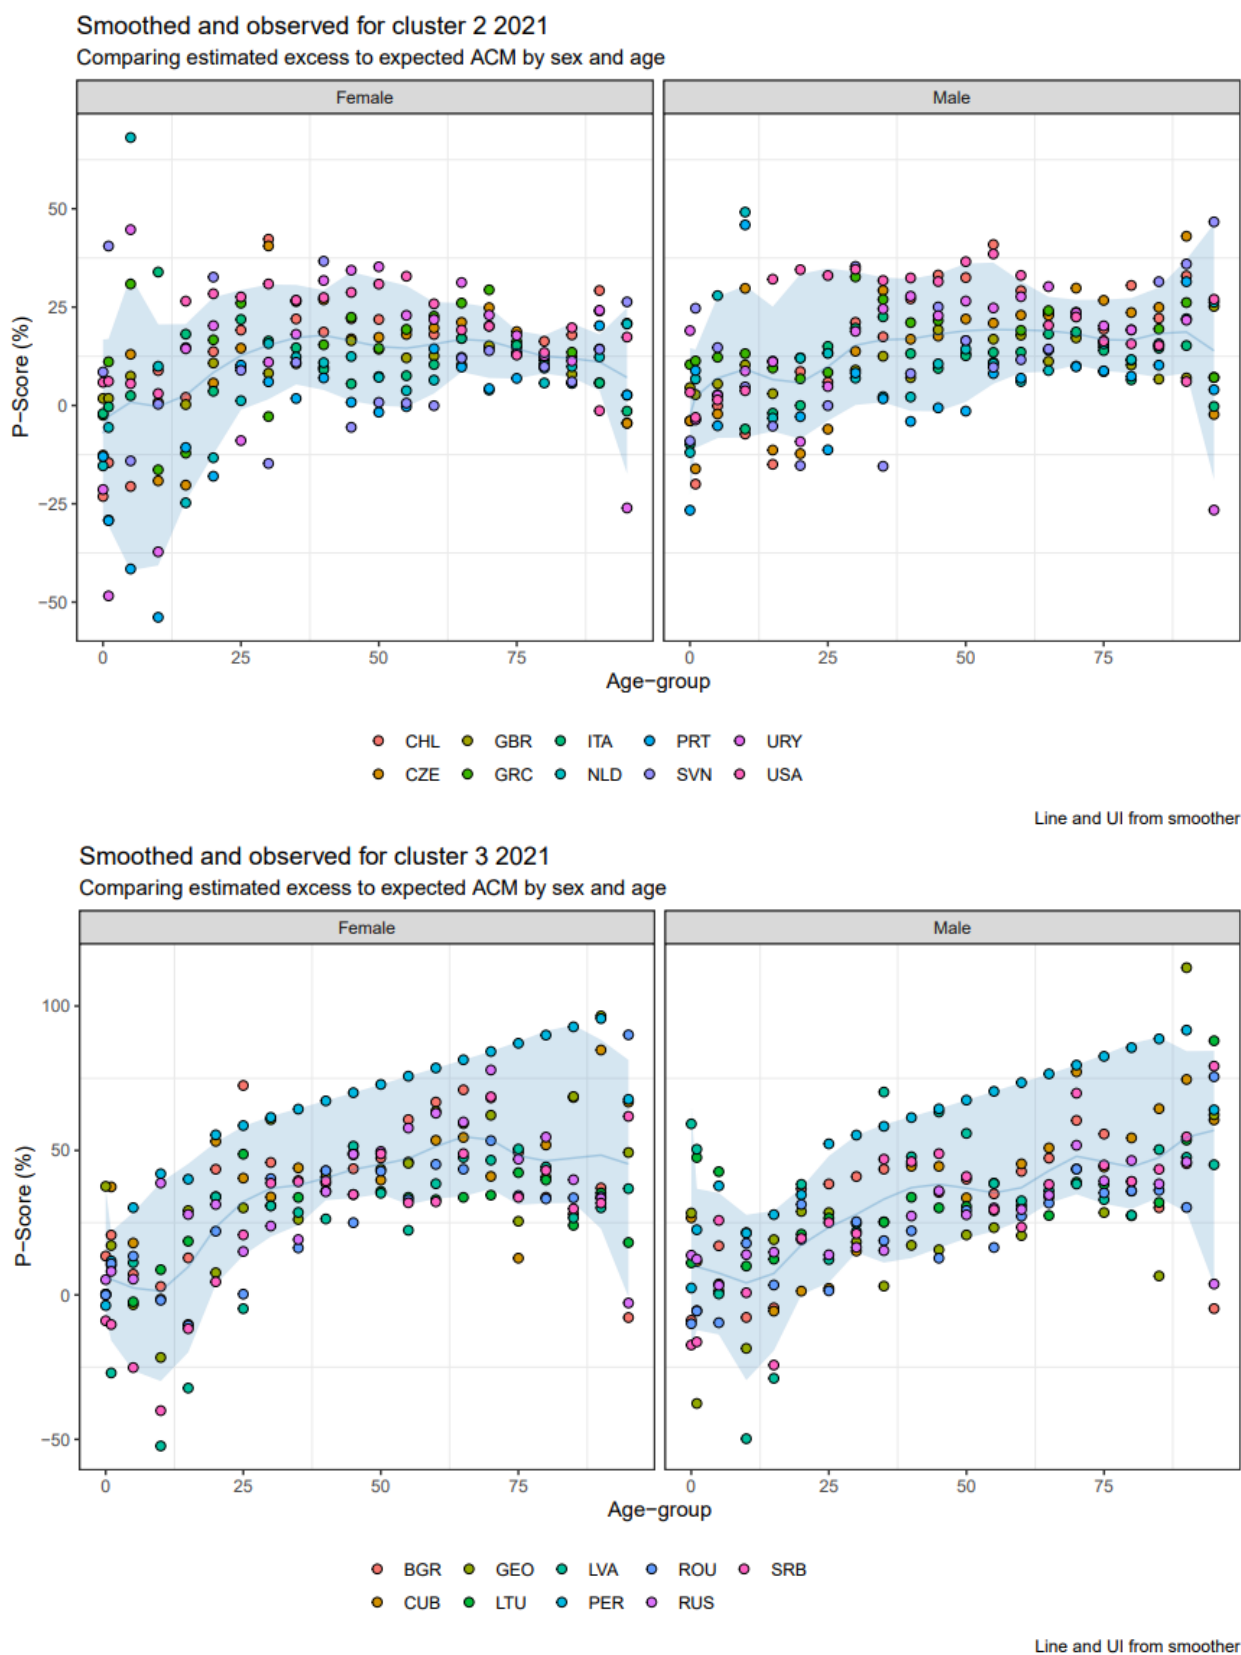 Smoothed and observed for cluster 2 2021
Comparing estimated excess to expected ACM by sex and age
Female Male
50
25
0
−25
−50
P−Score (%)
0 25 50 75 0 25 50 75
Age−group
CHL GBR ITA PRT URY
CZE GRC NLD SVN USA
Line and UI from smoother
Smoothed and observed for cluster 3 2021
Comparing estimated excess to expected ACM by sex and age
Female Male
100
50
0
−50
P−Score (%)
0 25 50 75 0 25 50 75
Age−group
BGR GEO LVA ROU SRB
CUB LTU PER RUS
Line and UI from smoother